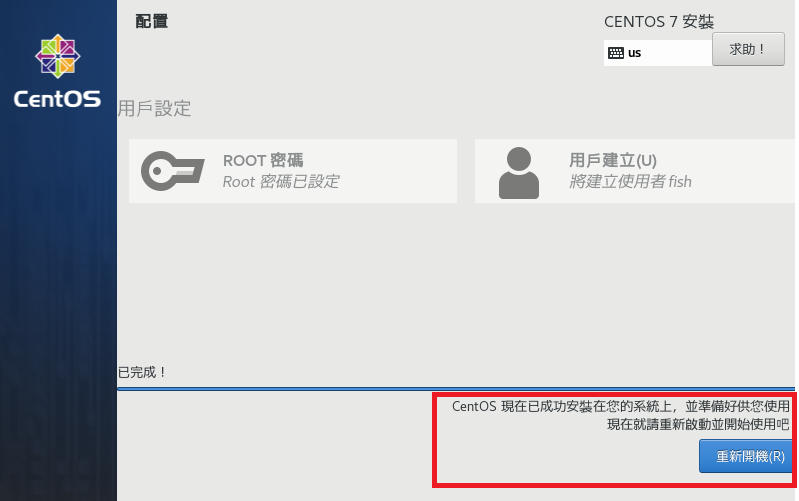 配置
CENTOS 7 安裝
us
求助！
CentOS
用戶設定
ROOT 密碼
Root 密碼已設定
用戶建立(U)
將建立使用者 fish
已完成！
CentOS 現在已成功安裝在您的系統上，並準備好供您使用
現在就請重新啟動並開始使用吧
重新開機(R)